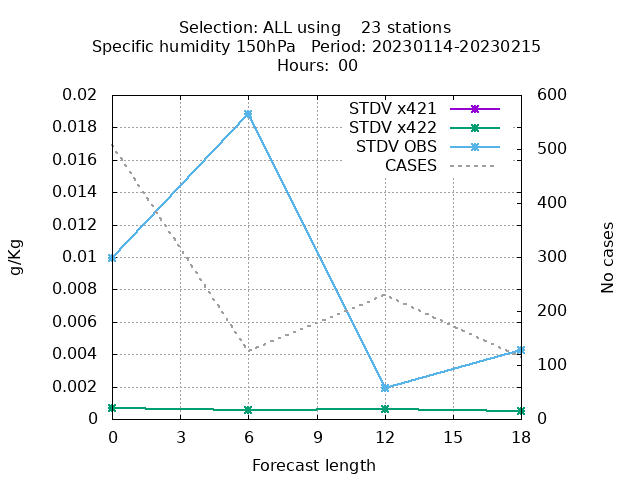 Selection: ALL using    23 stations
Specific humidity 150hPa   Period: 20230114-20230215
Hours:  00
STDV x421
STDV x422
STDV OBS
CASES
0.02
0.018
0.016
0.014
0.012
0.01
0.008
0.006
0.004
0.002
0
600
500
400
300
200
100
0
g/Kg
No cases
0 3 6 9 12 15 18
Forecast length